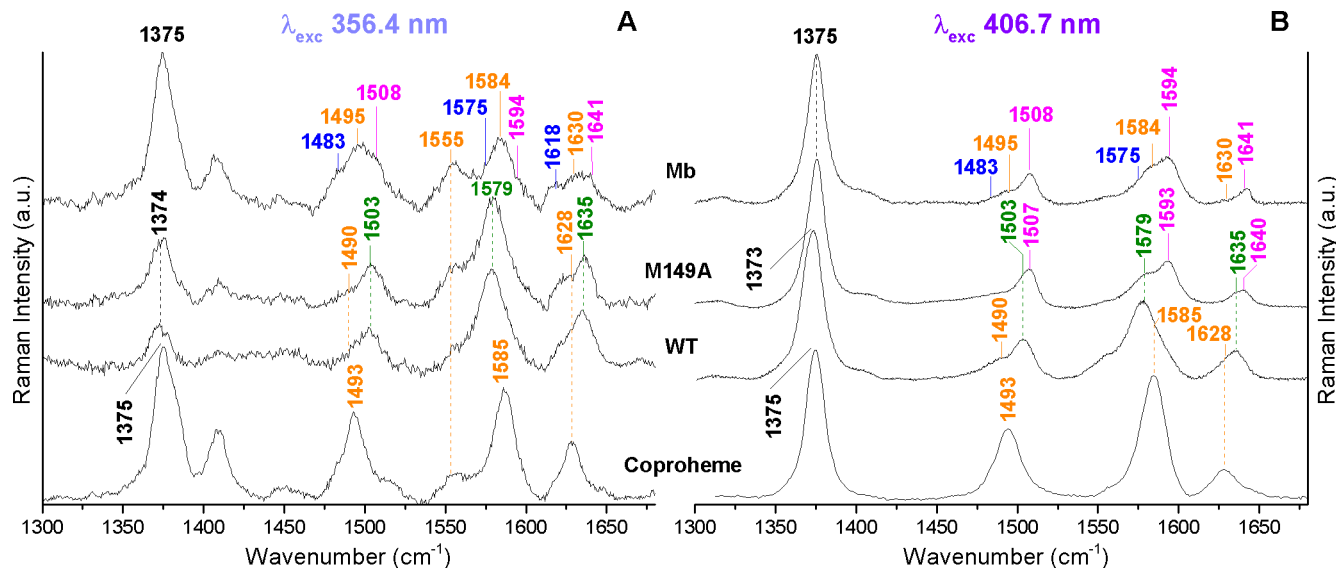 λexc 356.4 nm
A
λexc 406.7 nm
B
1375
1483
1495
1508
1555
1575
1584
1594
1618
1630
1641
1375
1483
1495
1508
1575
1584
1594
1630
1641
Mb
1374
1490
1503
1579
1628
1635
M149A
1373
1503
1507
1579
1593
1635
1640
WT
1490
1585
1628
1375
1493
1585
Coproheme
1375
1493
1300 1350 1400 1450 1500 1550 1600 1650
1300 1350 1400 1450 1500 1550 1600 1650
Wavenumber (cm-1)
Wavenumber (cm-1)
Raman Intensity (a.u.)
Raman Intensity (a.u.)